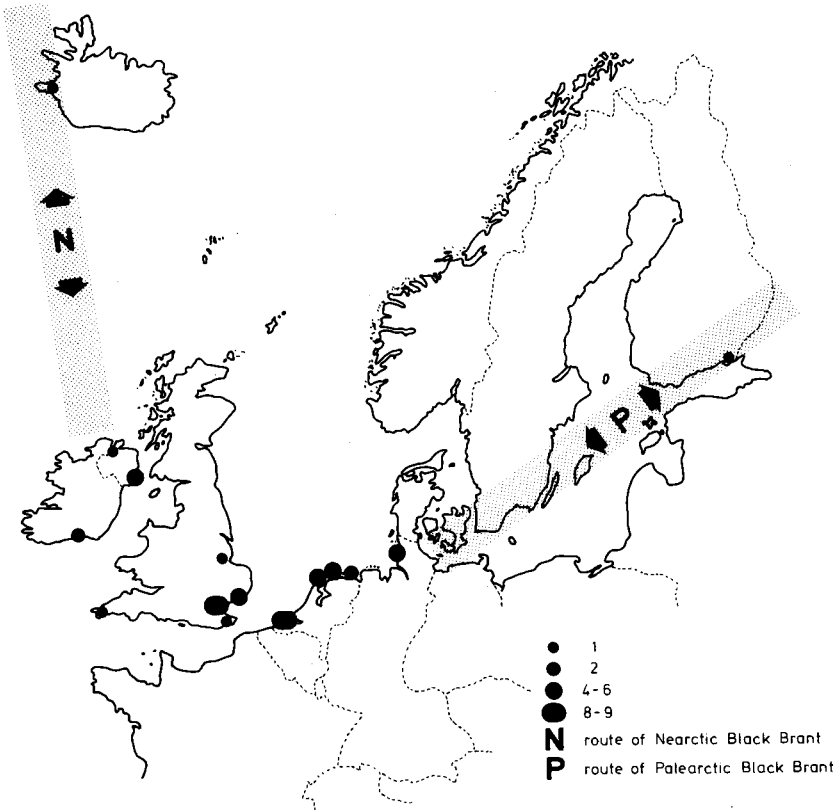 N
P
1
2
4-6
8-9
N route of Nearctic Black Brant
P route of Palearctic Black Brant